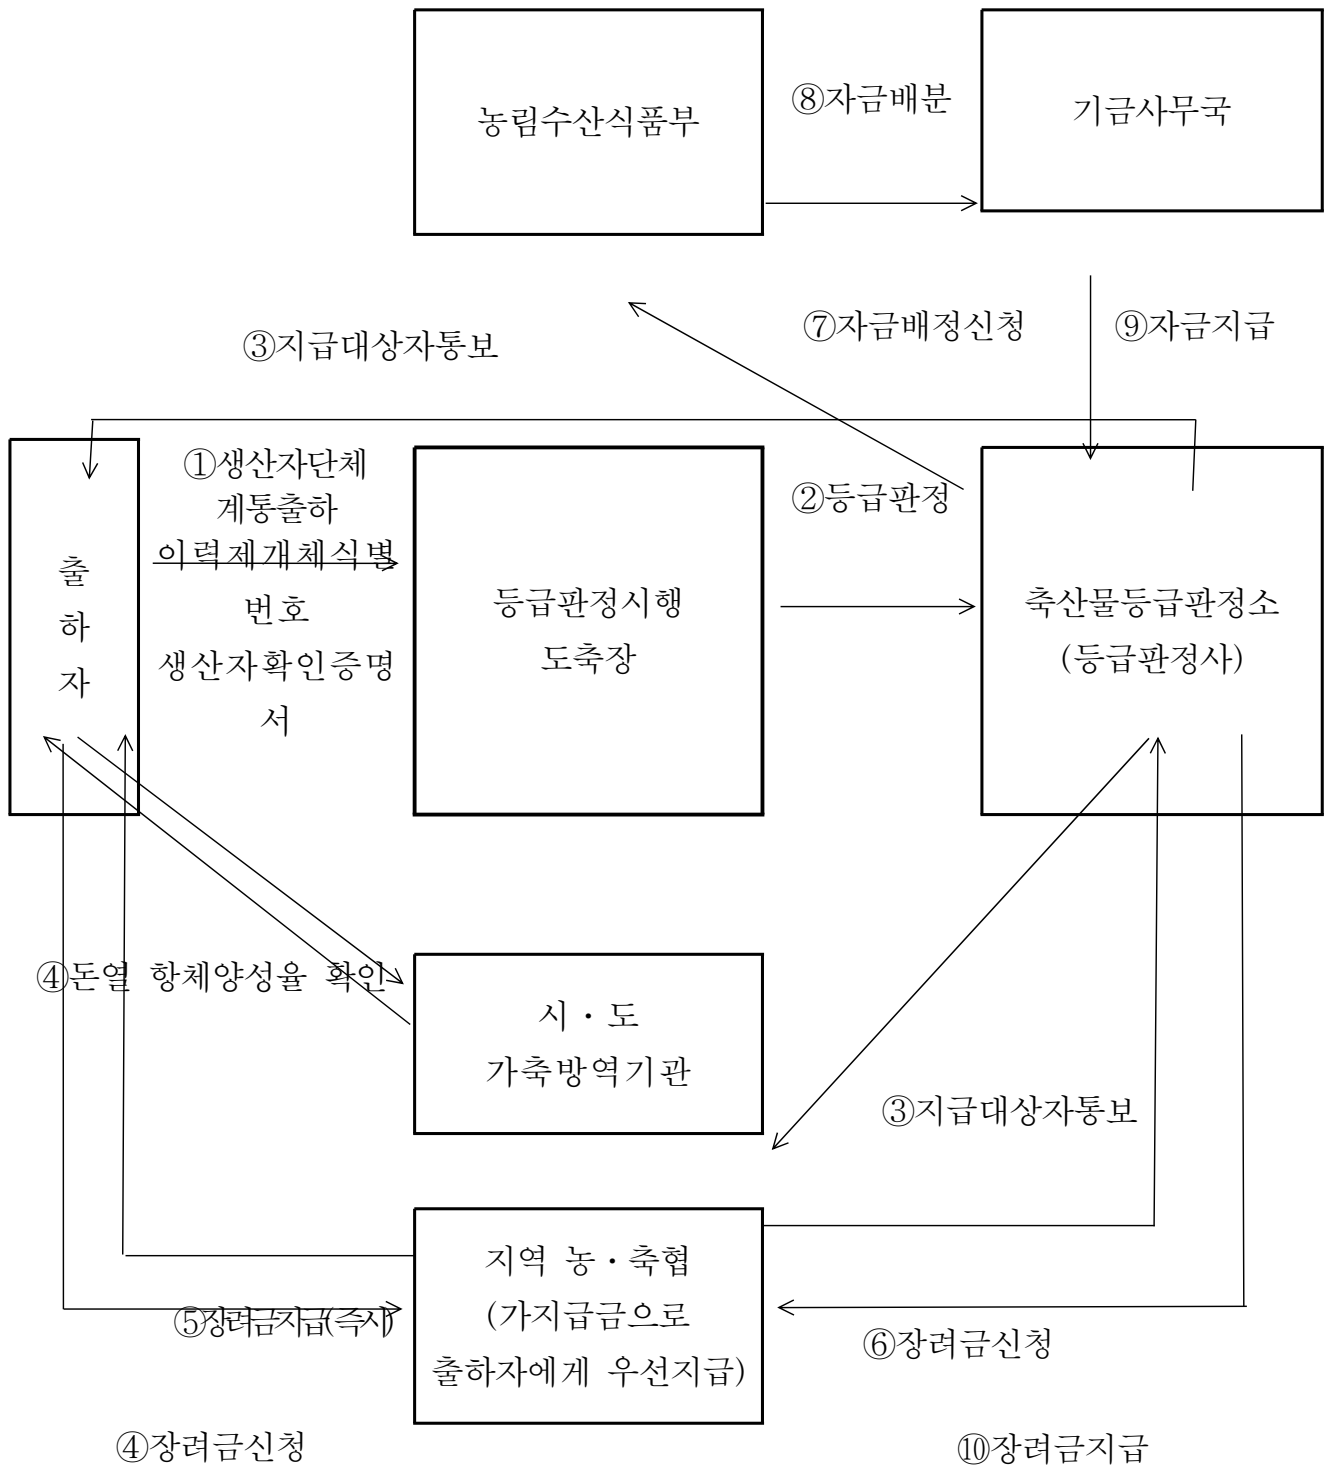 농림수산식품부
⑧자금배분
기금사무국
③지급대상자통보
⑦자금배정신청
⑨자금지급
①생산자단체
계통출하
이력제개체식별
번호
생산자확인증명
서
출
하
자
등급판정시행
도축장
②등급판정
축산물등급판정소
(등급판정사)
④돈열 항체양성율 확인
시・도
가축방역기관
③지급대상자통보
지역 농・축협
(가지급금으로
출하자에게 우선지급)
⑤장려금지급(즉시)
⑥장려금신청
④장려금신청
⑩장려금지급